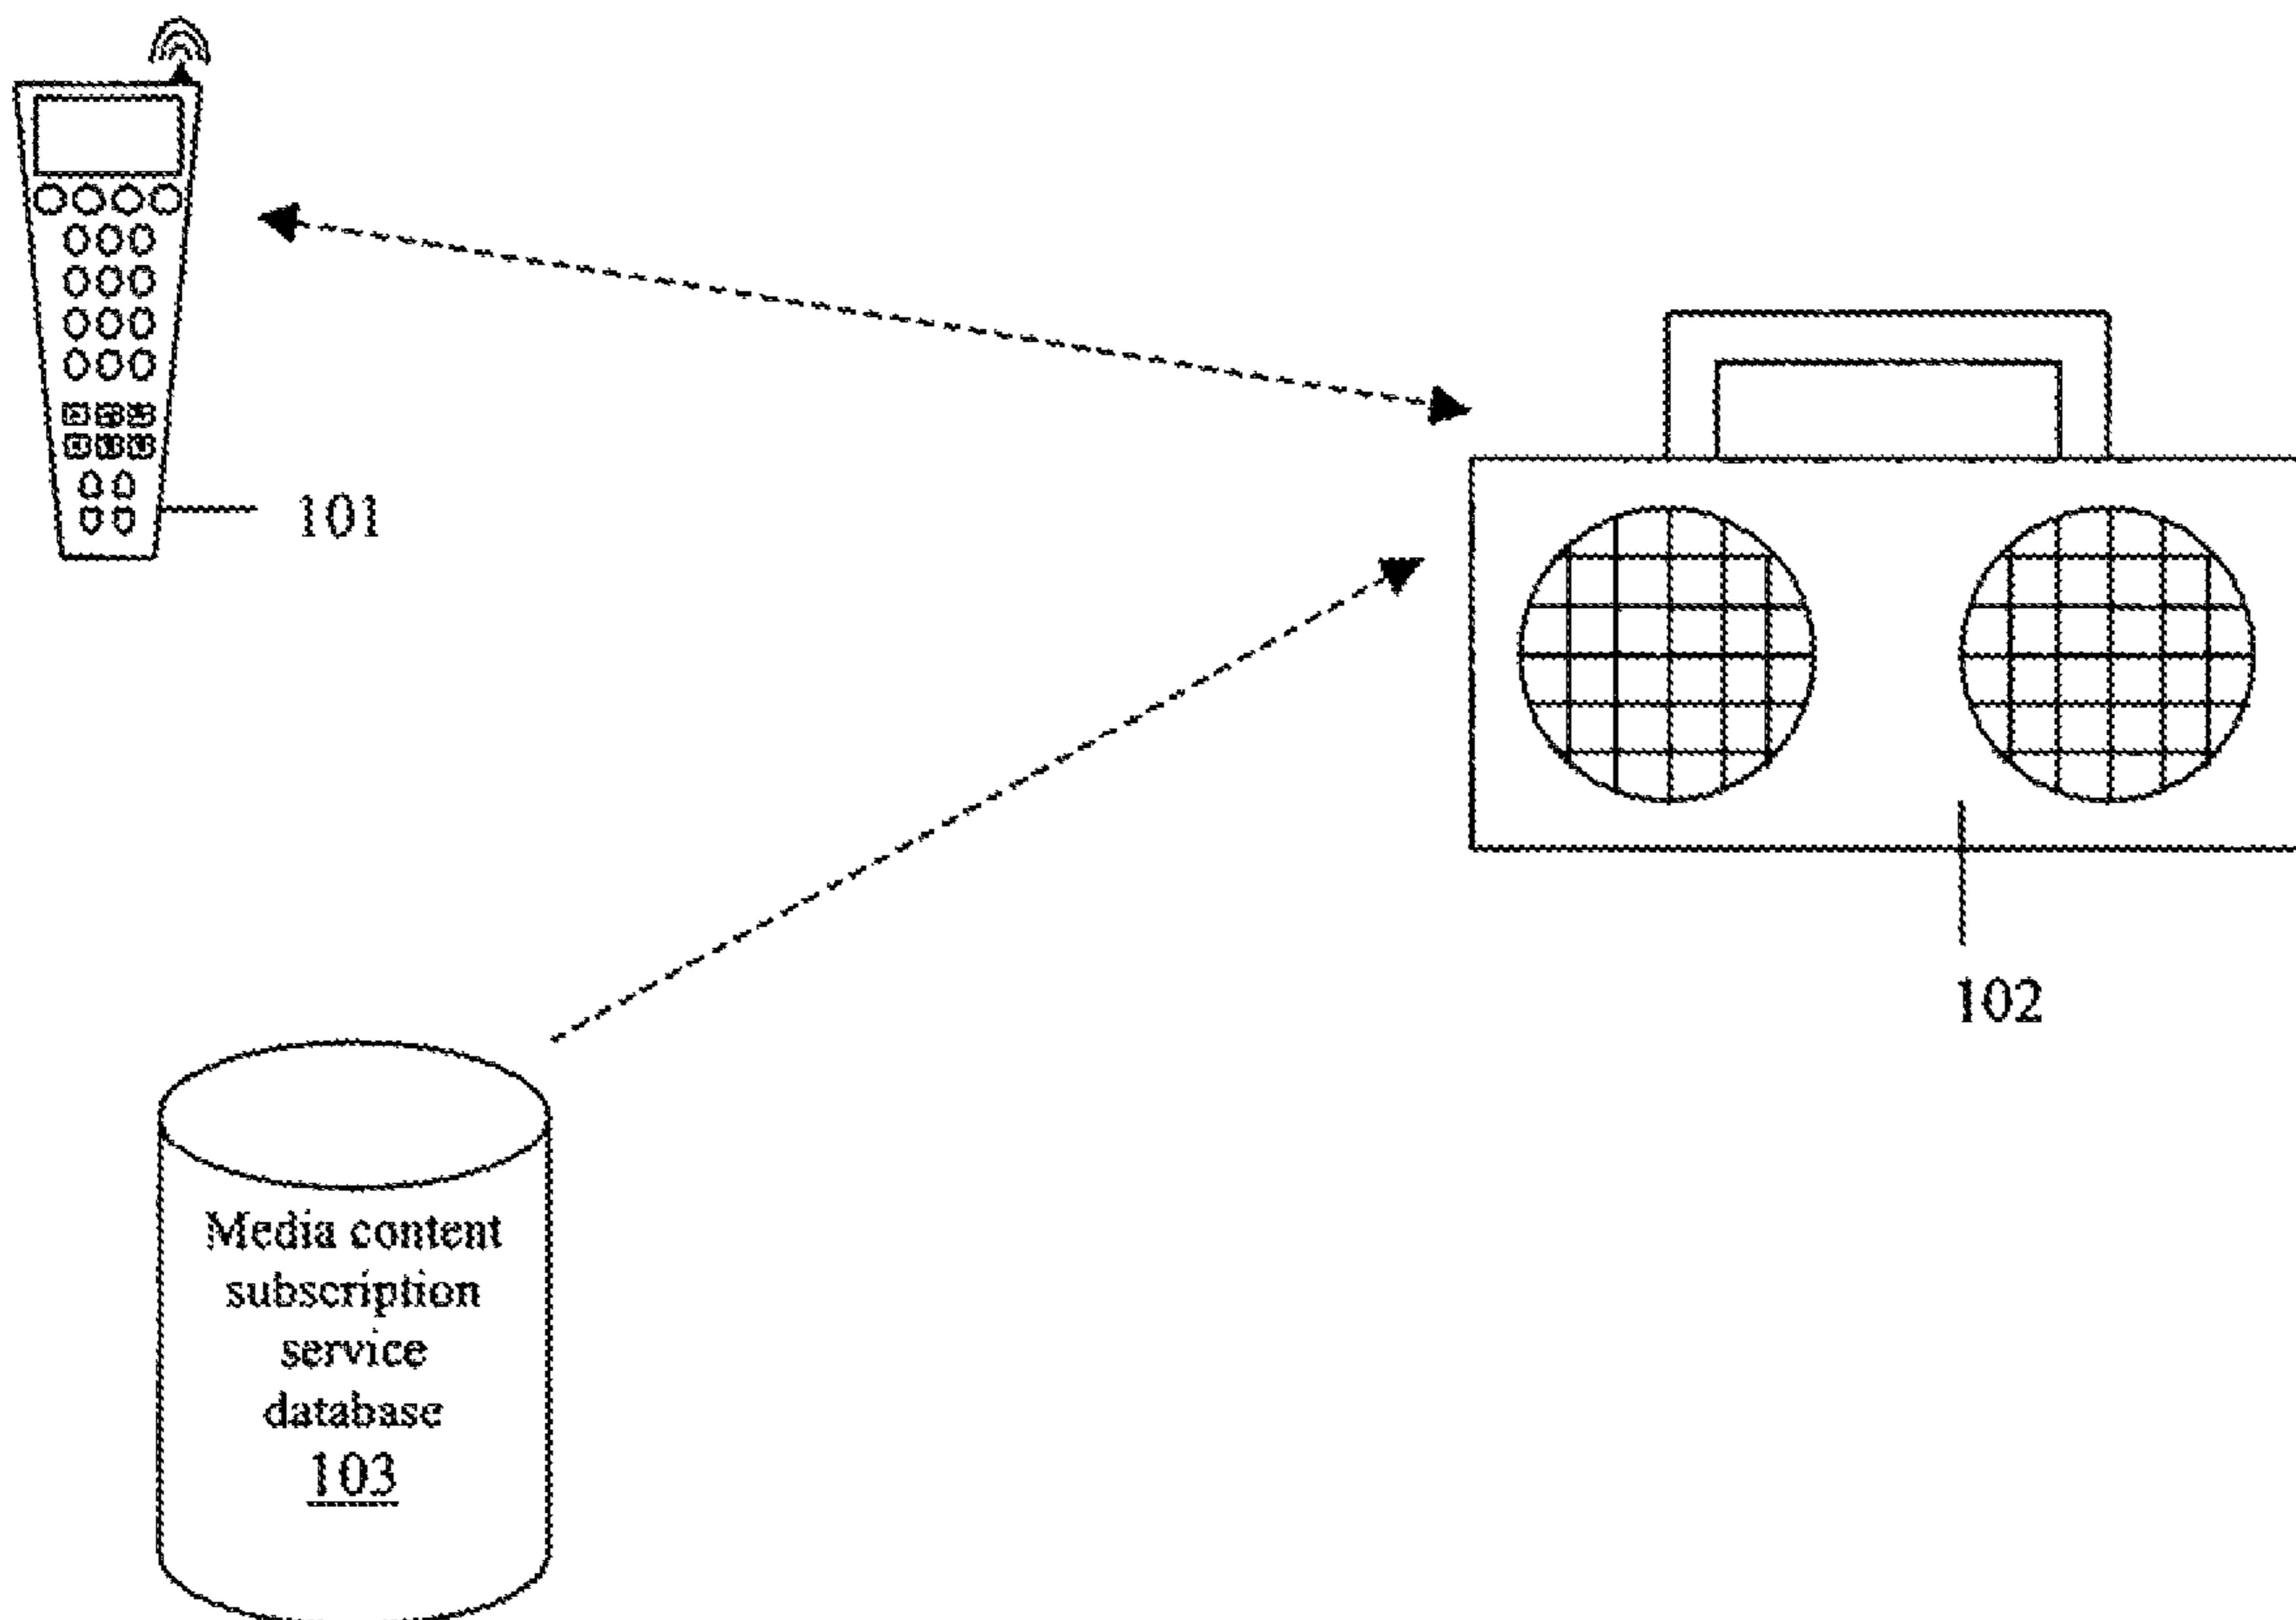 101
102
Media content
subscription
service
database
103